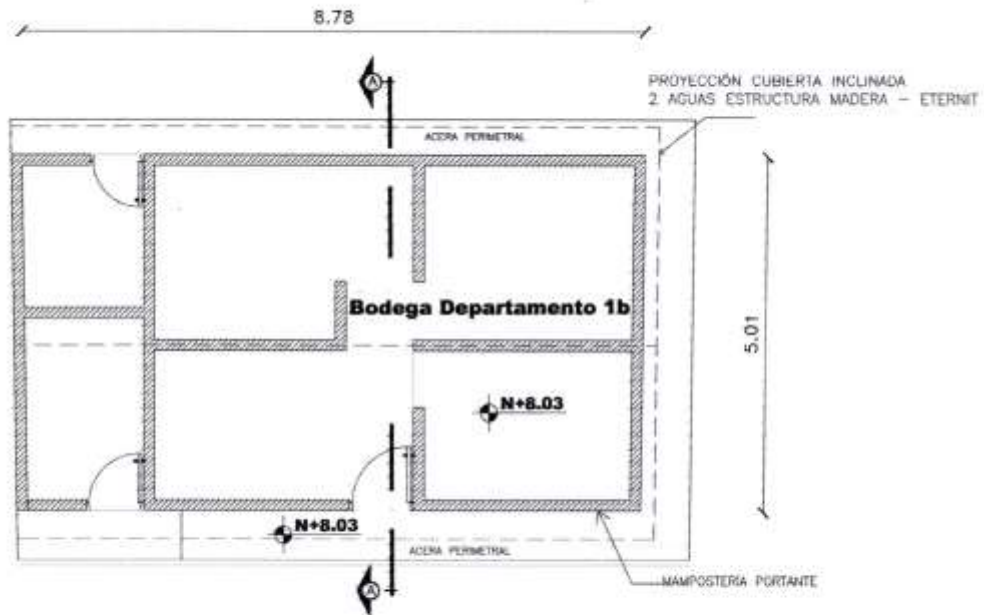 8.78
A
PROYECCIÓN CUBIERTA INCLINADA
2 AGUAS ESTRUCTURA MADERA - ETERNIT
ACERA PERIMETRAL
Bodega Departamento 1b
5.01
N+8.03
N+8.03
ACERA PERIMETRAL
A
MAMPOSTERÍA PORTANTE